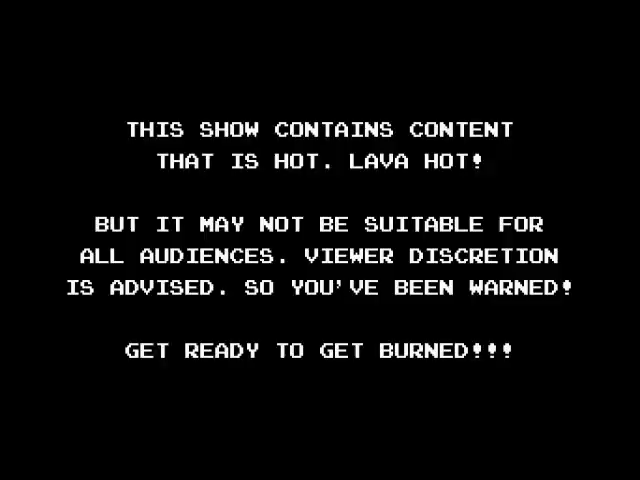 THIS SHOW CONTAINS CONTENT
THAT IS HOT. LAVA HOT!
BUT IT MAY NOT BE SUITABLE FOR
ALL AUDIENCES. VIEWER DISCRETION
IS ADVISED. SO YOU'VE BEEN WARNED!
GET READY TO GET BURNED!!!